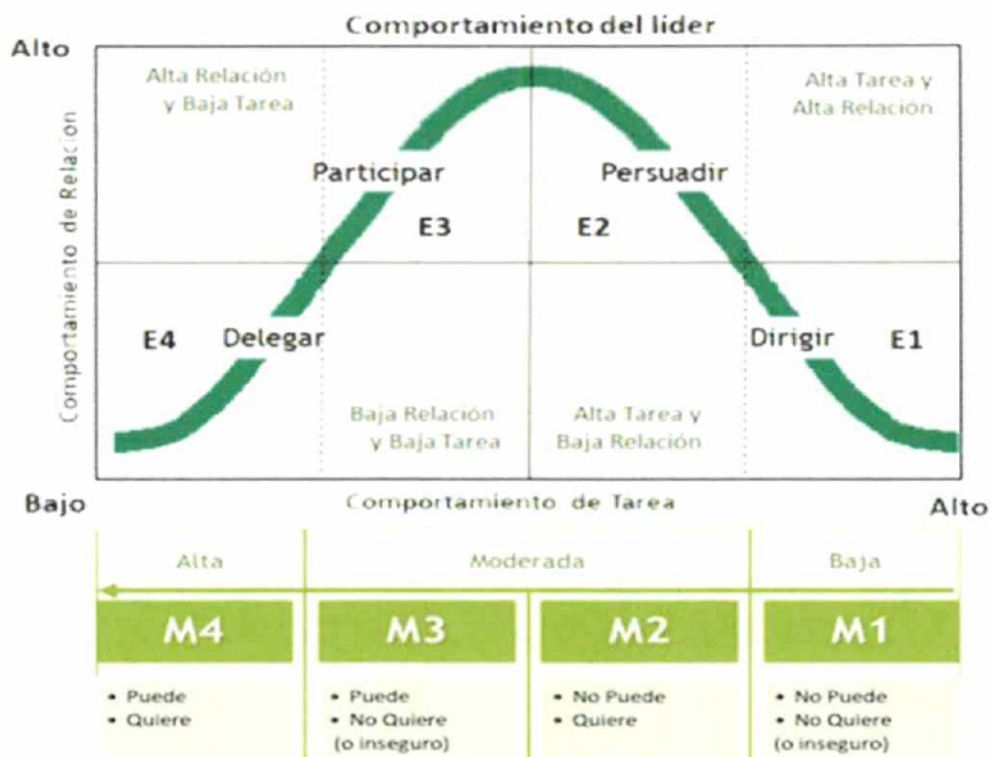 Comportamiento del líder
Alto
Alta Relación
y Baja Tarea
Alta Tarea y
Alta Relación
Comportamiento de Relación
Participar
Persuadir
E3
E2
E4
Delegar
Dirigir
E1
Baja Relación
y Baja Tarea
Alta Tarea y
Baja Relación
Bajo
Comportamiento de Tarea
Alto
Alta
Moderada
Baja
M4
M3
M2
M1
• Puede
• Quiere
• Puede
• No Quiere
(o inseguro)
• No Puede
• Quiere
• No Puede
• No Quiere
(o inseguro)